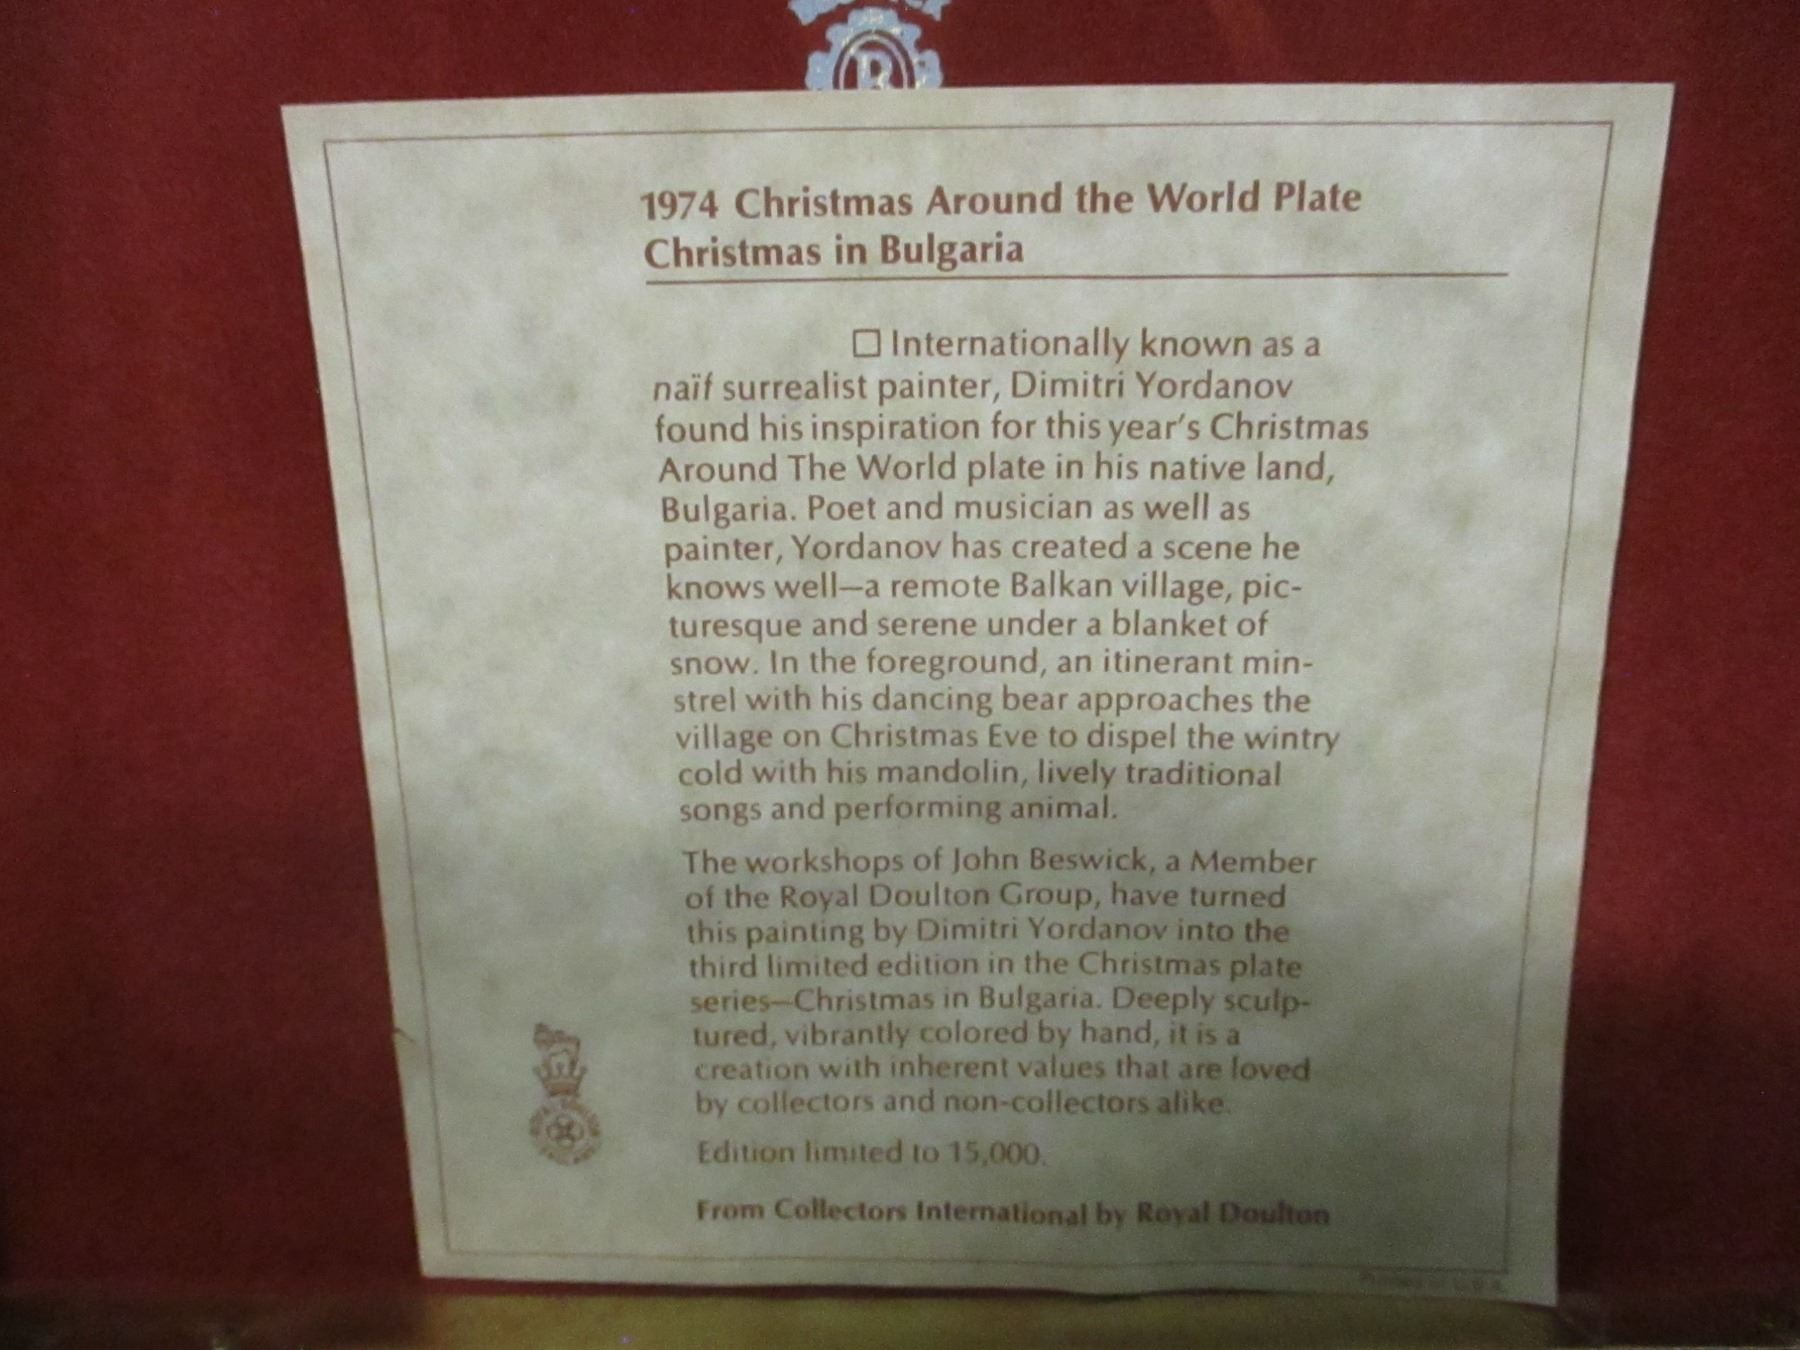 1974 Christmas Around the World Plate
Christmas in Bulgaria
☐ Internationally known as a
naïf surrealist painter, Dimitri Yordanov
found his inspiration for this year's Christmas
Around The World plate in his native land,
Bulgaria. Poet and musician as well as
painter, Yordanov has created a scene he
knows well—a remote Balkan village, pic-
turesque and serene under a blanket of
snow. In the foreground, an itinerant min-
strel with his dancing bear approaches the
village on Christmas Eve to dispel the wintry
cold with his mandolin, lively traditional
songs and performing animal.
The workshops of John Beswick, a Member
of the Royal Doulton Group, have turned
this painting by Dimitri Yordanov into the
third limited edition in the Christmas plate
series—Christmas in Bulgaria. Deeply sculp-
tured, vibrantly colored by hand, it is a
creation with inherent values that are loved
by collectors and non-collectors alike.
Edition limited to 15,000.
From Collectors International by Royal Doulton